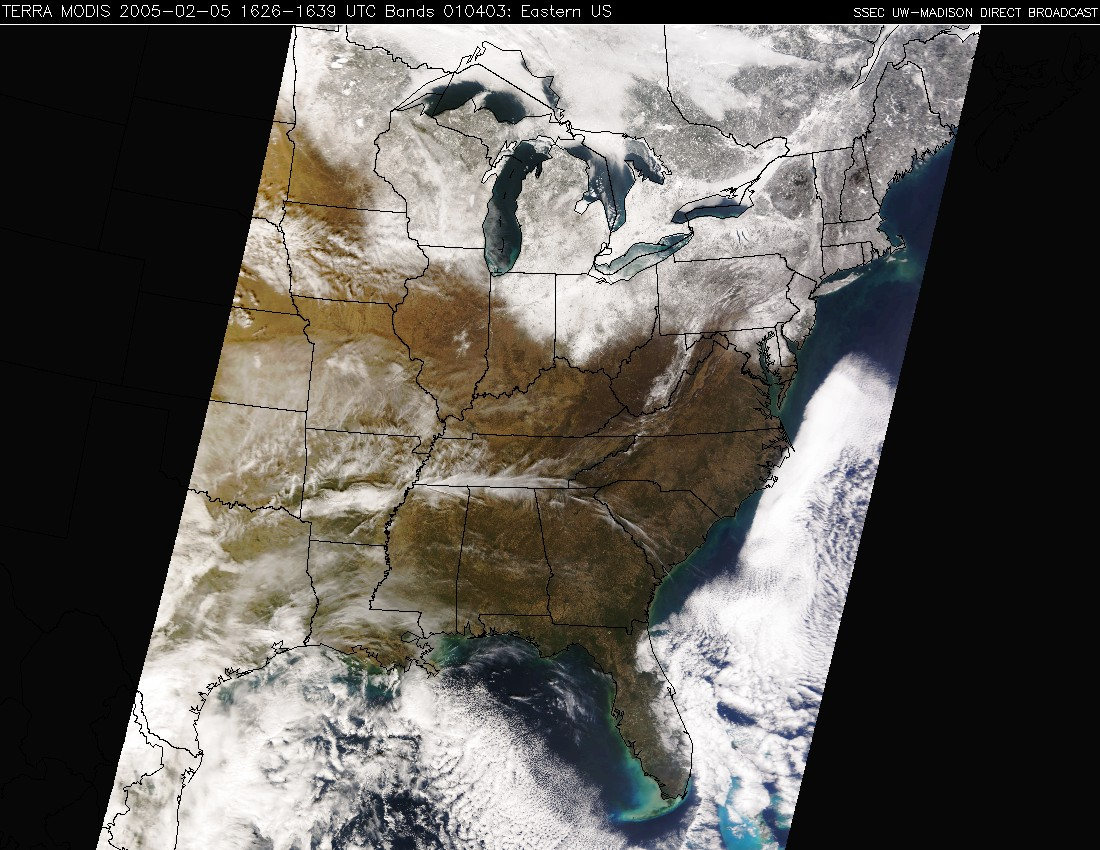 TERRA MODIS 2005-02-05 1626-1639 UTC Bands 010403: Eastern US
SSEC UW-MADISON DIRECT BROADCAST